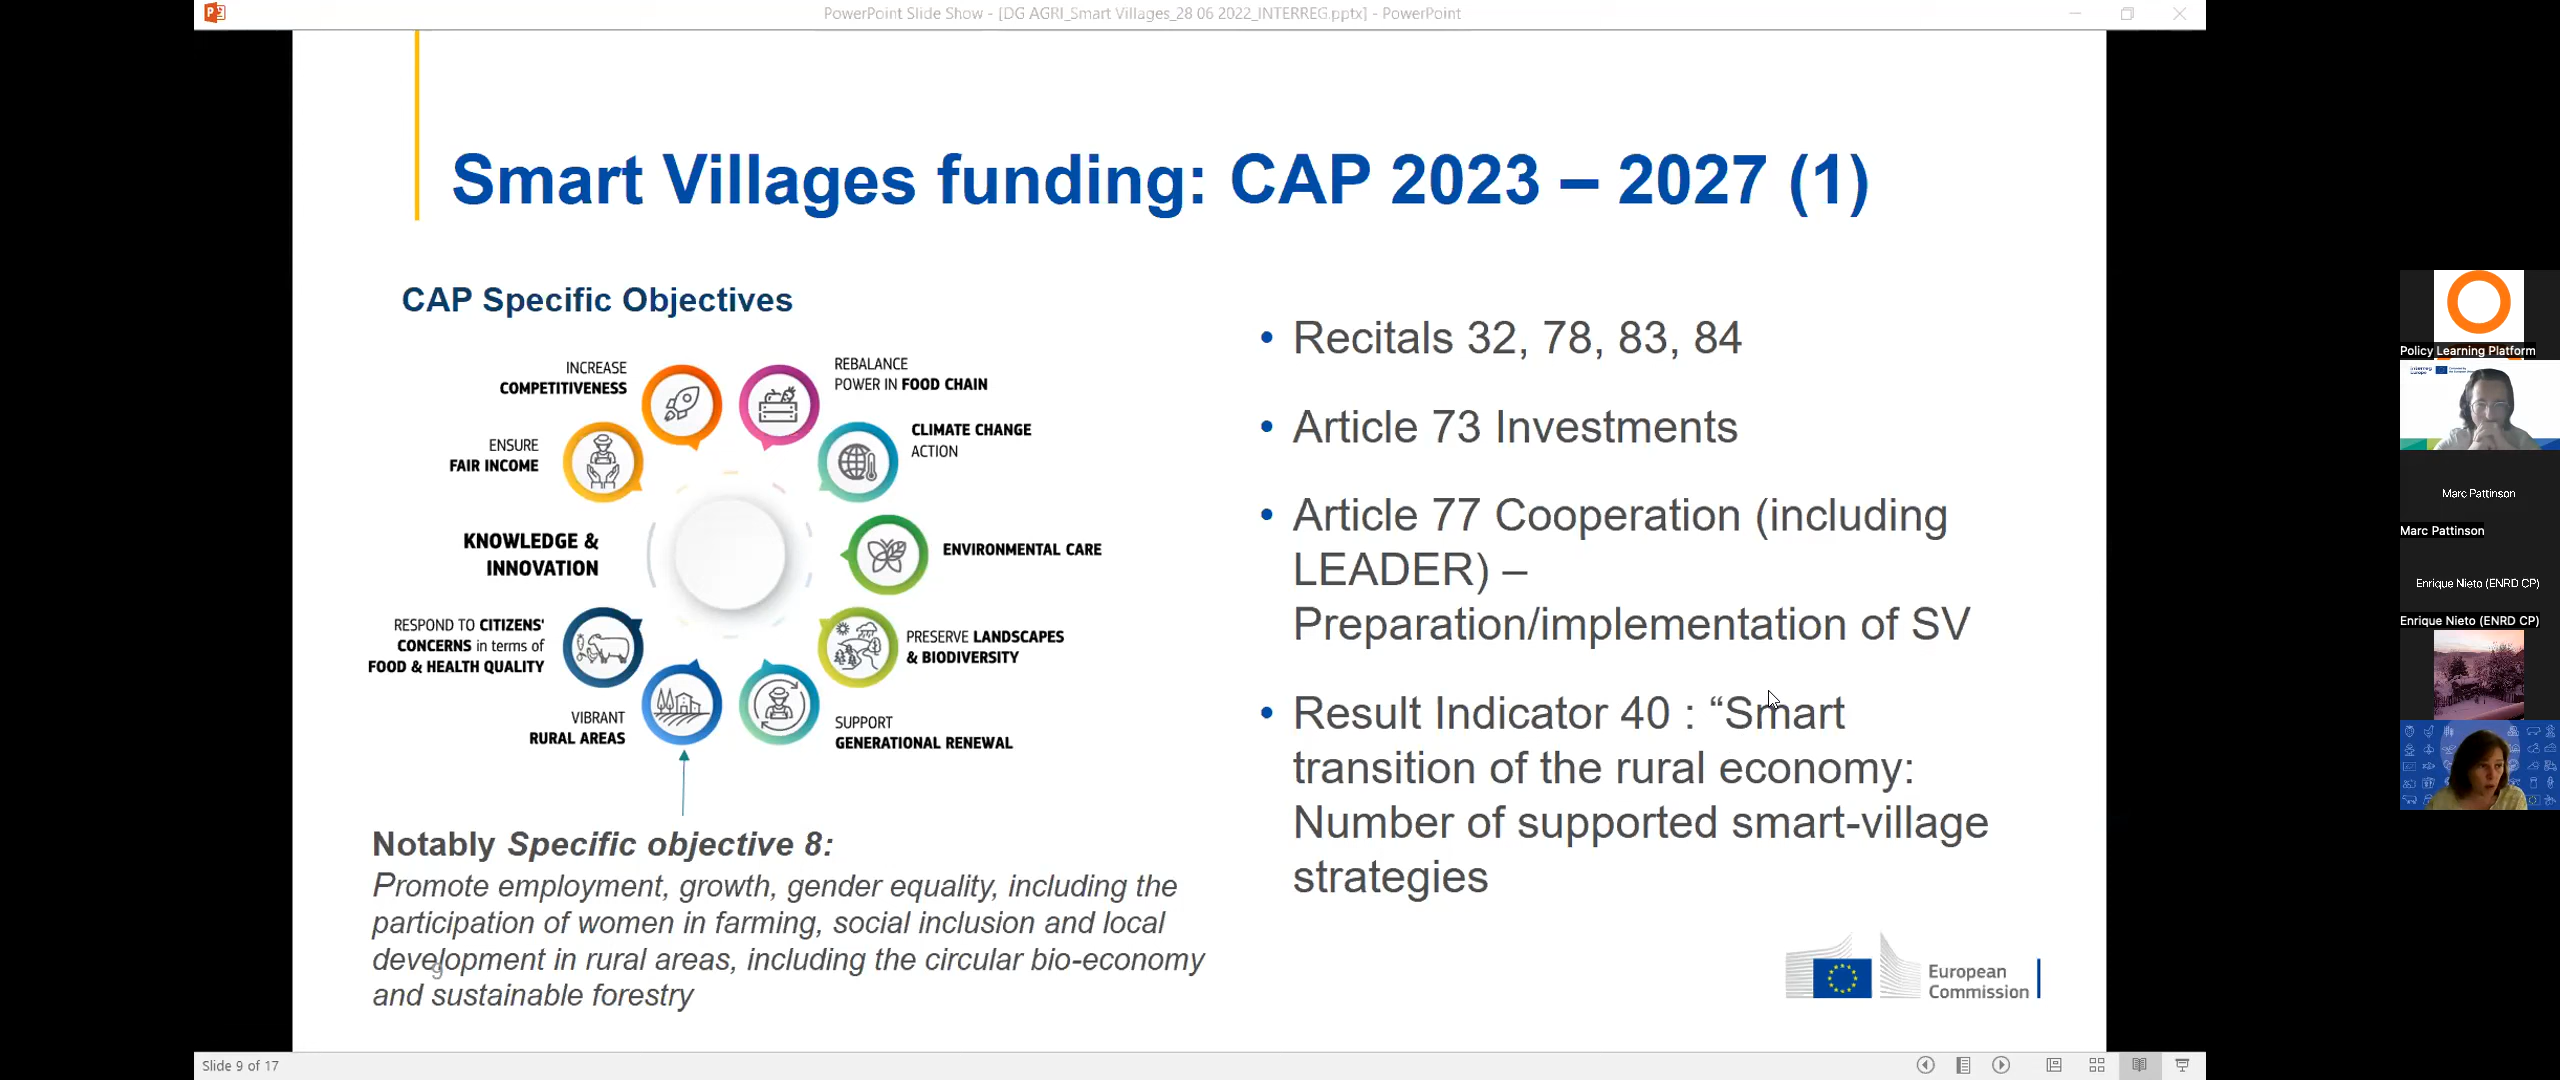 PowerPoint Slide Show - [DG AGRI_Smart Villages_28 06 2022_INTERREG.pptx] - PowerPoint
Smart Villages funding: CAP 2023 – 2027 (1)
CAP Specific Objectives
INCREASE
COMPETITIVENESS
REBALANCE
POWER IN FOOD CHAIN
ENSURE
FAIR INCOME
CLIMATE CHANGE
ACTION
KNOWLEDGE &
INNOVATION
ENVIRONMENTAL CARE
RESPOND TO CITIZENS'
CONCERNS in terms of
FOOD & HEALTH QUALITY
PRESERVE LANDSCAPES
& BIODIVERSITY
VIBRANT
RURAL AREAS
SUPPORT
GENERATIONAL RENEWAL
Notably Specific objective 8:
Promote employment, growth, gender equality, including the
participation of women in farming, social inclusion and local
development in rural areas, including the circular bio-economy
and sustainable forestry
9
• Recitals 32, 78, 83, 84
• Article 73 Investments
• Article 77 Cooperation (including
LEADER) –
Preparation/implementation of SV
• Result Indicator 40 : “Smart
transition of the rural economy:
Number of supported smart-village
strategies
European
Commission
Slide 9 of 17
Policy Learning Platform
Interreg
Europe
Marc Pattinson
Marc Pattinson
Enrique Nieto (ENRD CP)
Enrique Nieto (ENRD CP)